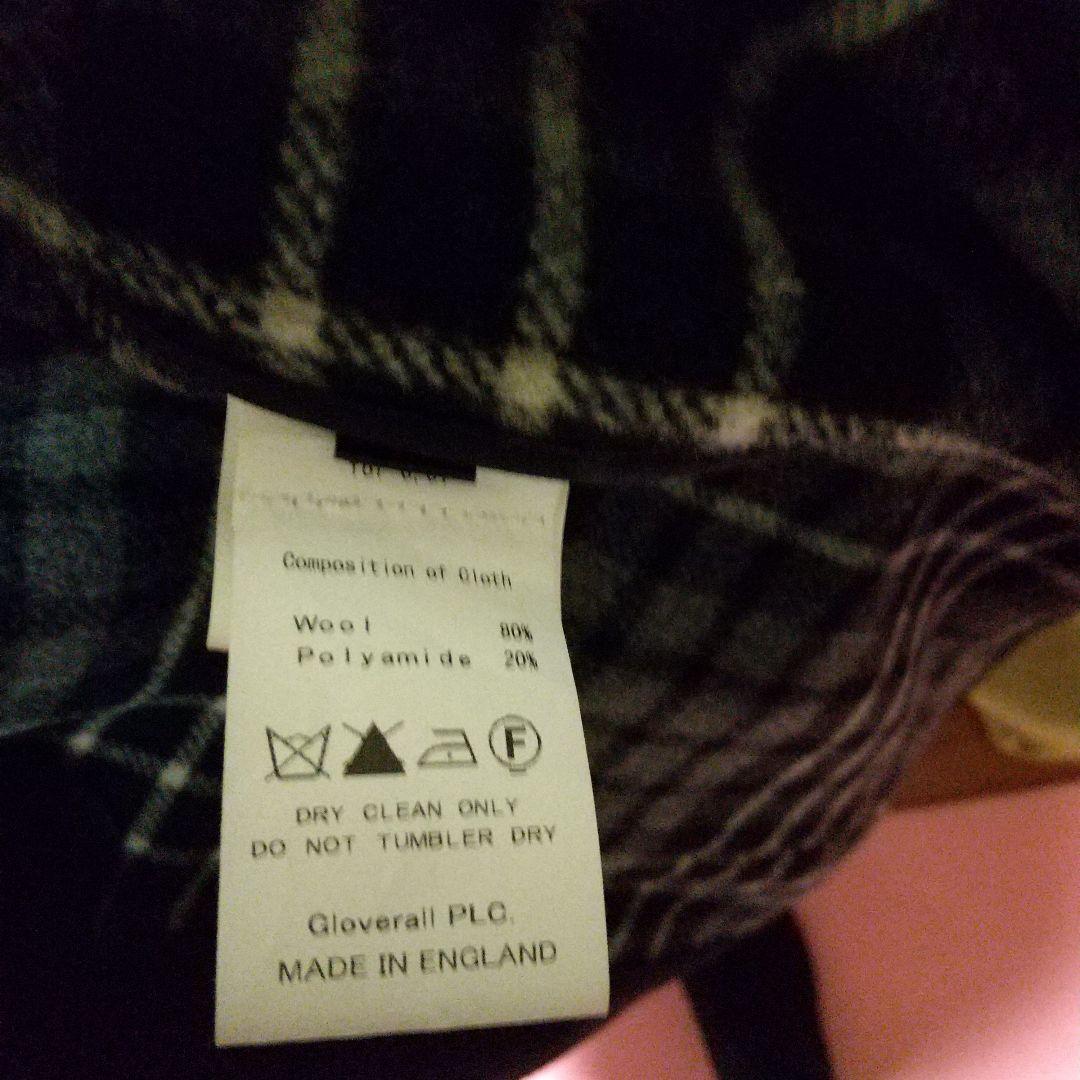 Composition of Cloth
Wool 80%
Polyamide 20%
F
DRY CLEAN ONLY
DO NOT TUMBLER DRY
Gloverall PLC.
MADE IN ENGLAND